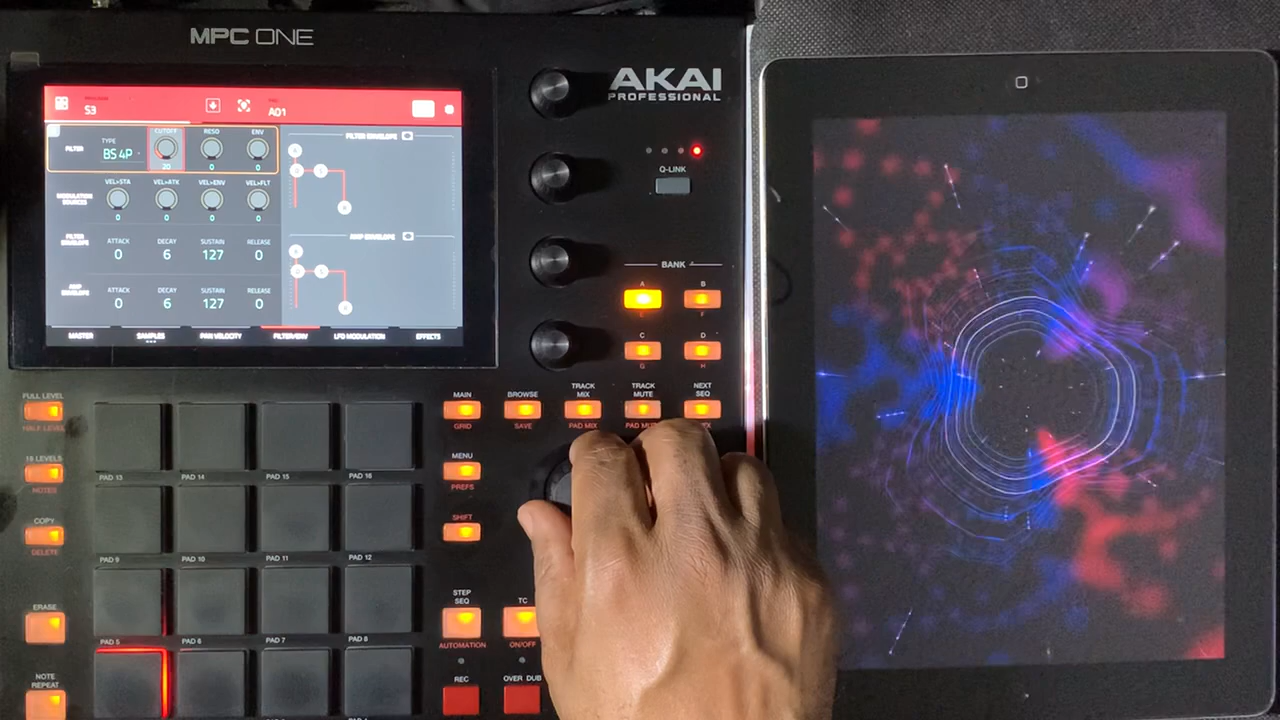 MPC ONE
AKAI
PROFESSIONAL
S3
A01
FILTER
TYPE
BS 4P
CUTOFF
20
RESO
0
ENV
0
FILTER ENVELOPE
MODULATION
SOURCES
VEL>STA
0
VEL>ATK
0
VEL>ENV
0
VEL>FLT
0
FILTER
ENVELOPE
ATTACK
0
DECAY
6
SUSTAIN
127
RELEASE
0
AMP ENVELOPE
AMP
ENVELOPE
ATTACK
0
DECAY
6
SUSTAIN
127
RELEASE
0
MASTER
SAMPLES
PAN VELOCITY
FILTER/ENV
LFO MODULATION
EFFECTS
Q-LINK
BANK
A
B
F
C
D
G
H
FULL LEVEL
HALF LEVEL
16 LEVELS
NOTES
COPY
DELETE
ERASE
NOTE
REPEAT
PAD 13
PAD 14
PAD 15
PAD 16
PAD 9
PAD 10
PAD 11
PAD 12
PAD 5
PAD 6
PAD 7
PAD 8
MAIN
GRID
BROWSE
SAVE
TRACK
MIX
PAD MIX
TRACK
MUTE
PAD MUTE
NEXT
SEQ
MENU
PREFS
SHIFT
STEP
SEQ
AUTOMATION
TC
ON/OFF
REC
OVER DUB